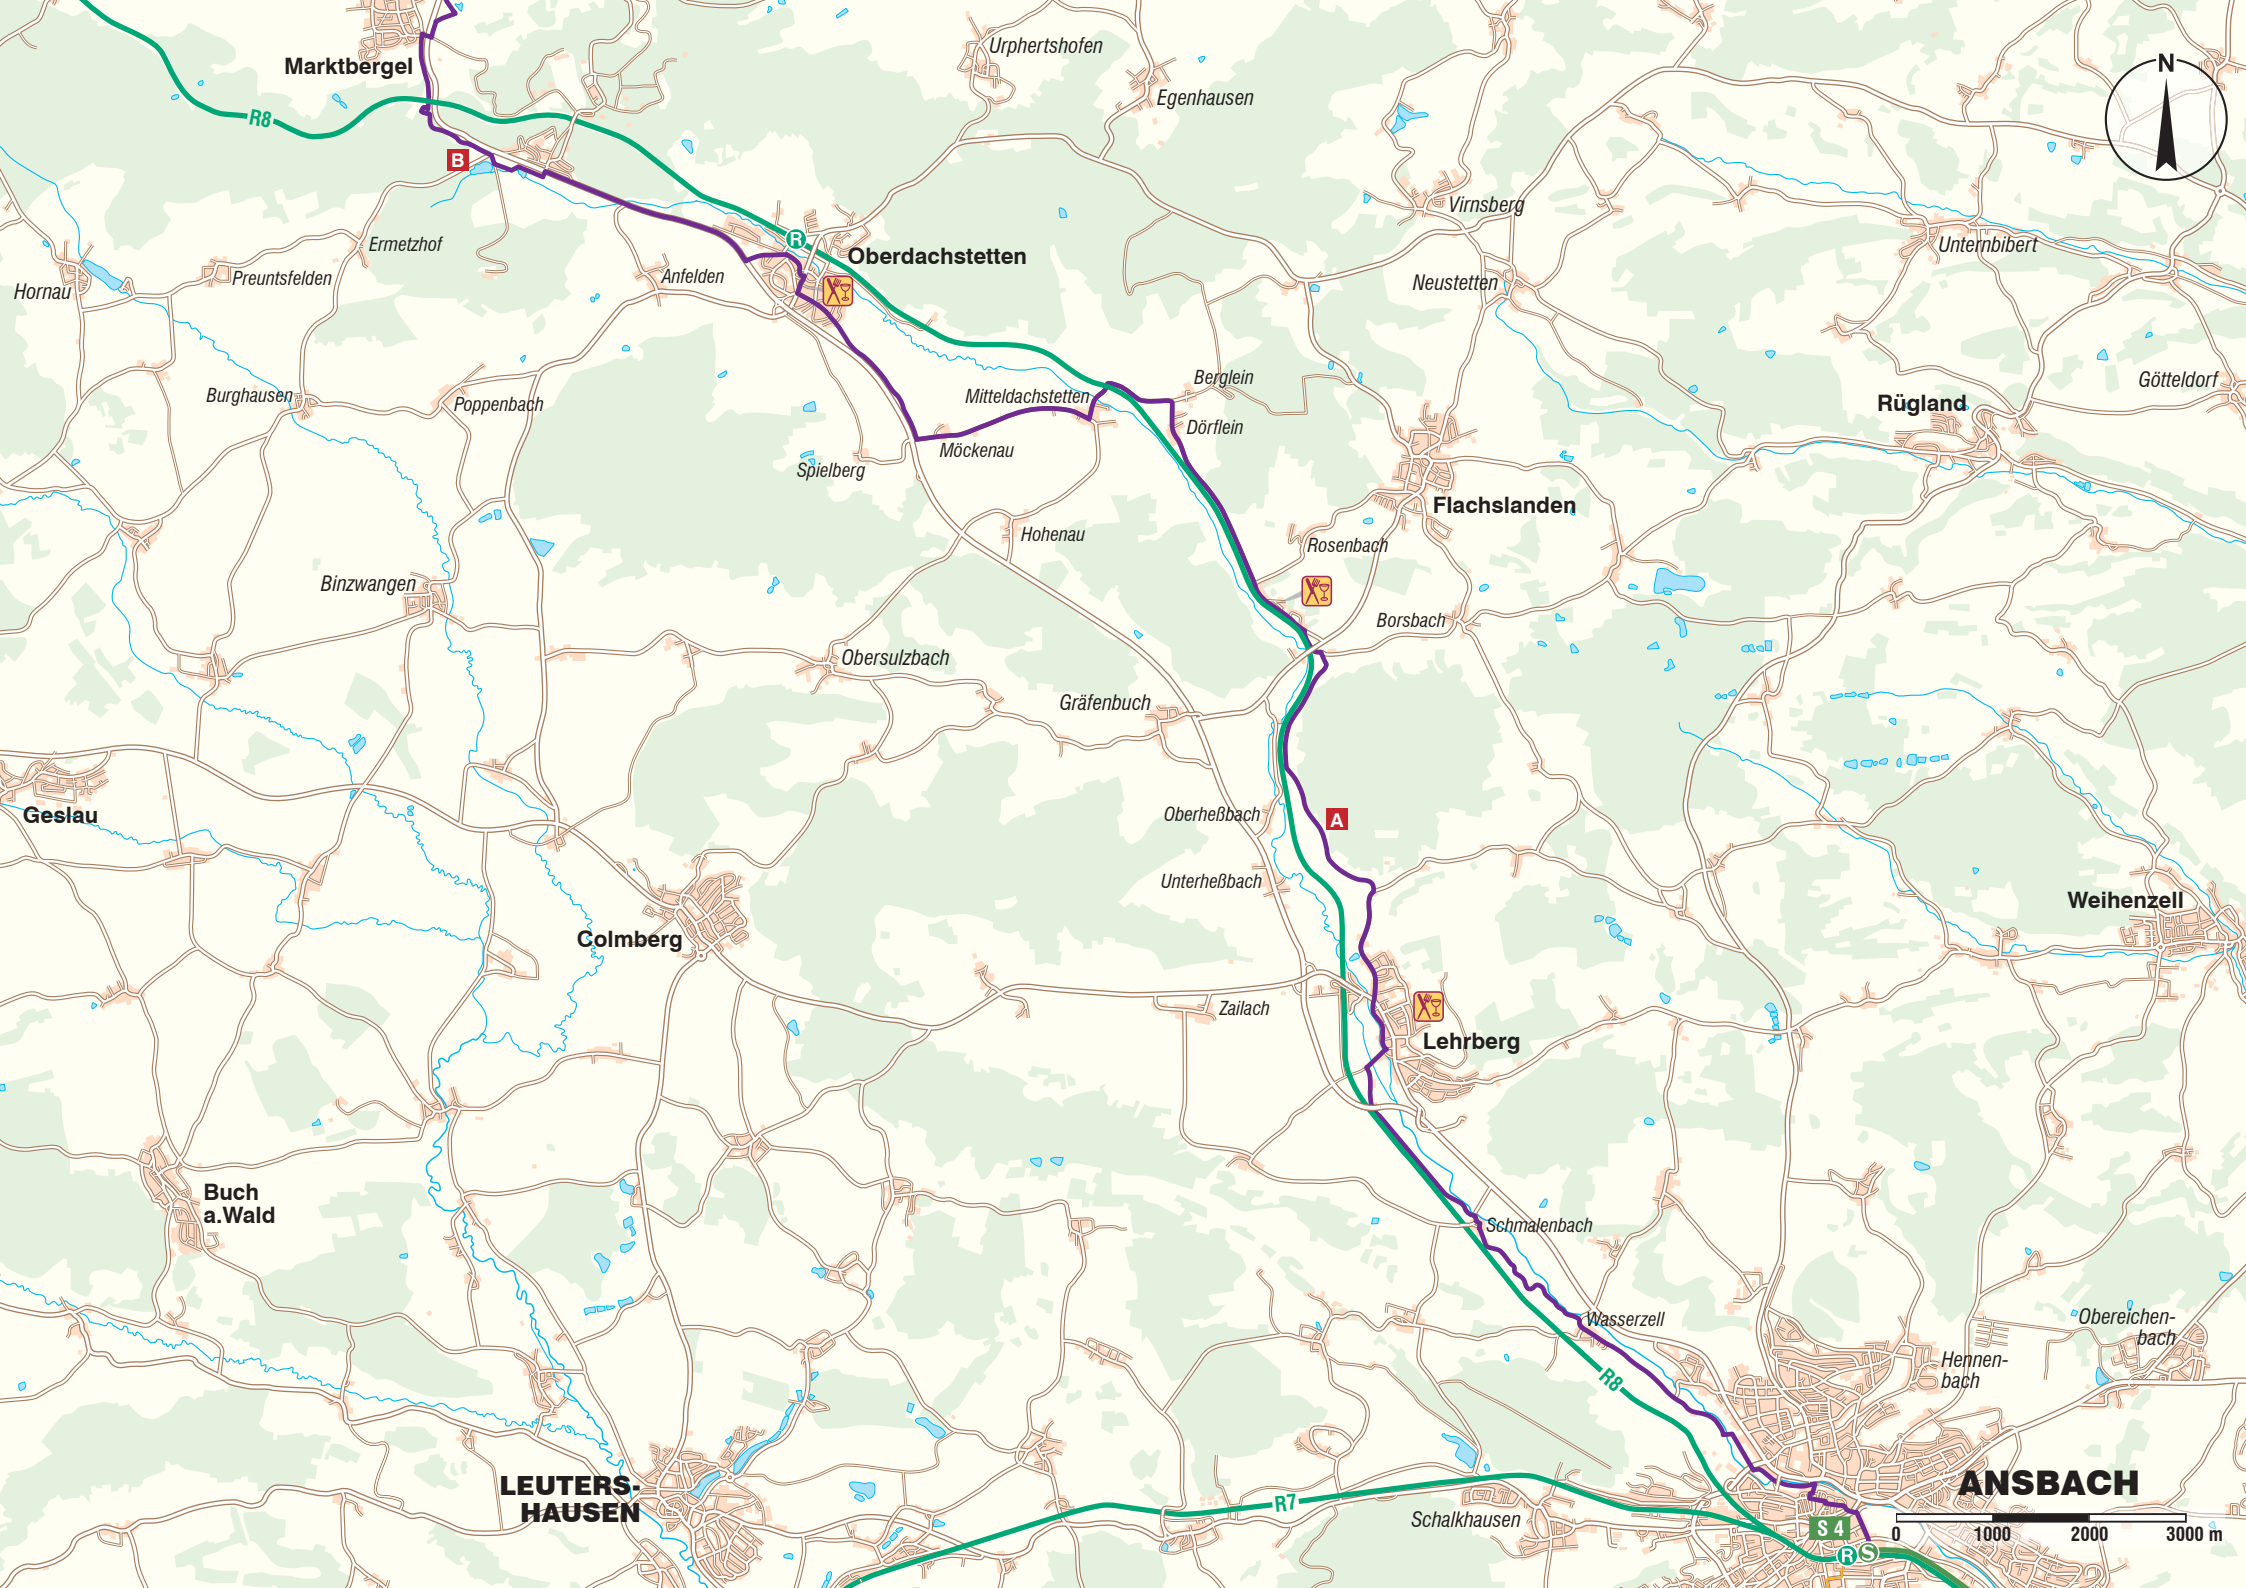 Urphertshofen
Marktbergel
N
Egenhausen
R8
B
Virnsberg
Ermetzhof
R
Unternbibert
Oberdachstetten
Preuntsfelden
Anfelden
Hornau
Neustetten
Berglein
Götteldorf
Burghausen
Mitteldachstetten
Poppenbach
Rügland
Dörflein
Möckenau
Spielberg
Flachslanden
Hohenau
Rosenbach
Binzwangen
Borsbach
Obersulzbach
Gräfenbuch
Geslau
Oberheßbach
A
Unterheßbach
Weihenzell
Colmberg
Zailach
Lehrberg
Buch
a.Wald
Schmalenbach
Wasserzell
Obereichen-
bach
Hennen-
bach
R8
LEUTERS-
HAUSEN
ANSBACH
R7
Schalkhausen
S 4
0 1000 2000 3000 m
R S